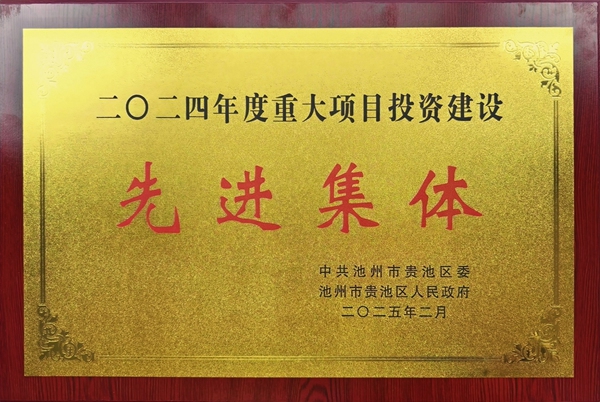 二〇二四年度重大项目投资建设
先进集体
中共池州市贵池区委
池州市贵池区人民政府
二〇二五年二月